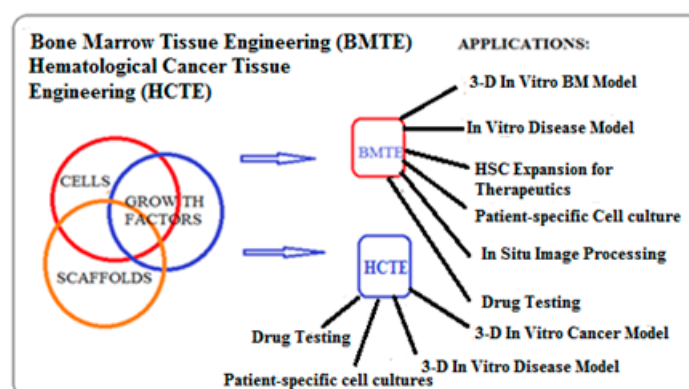 Bone Marrow Tissue Engineering (BMTE)
Hematological Cancer Tissue
Engineering (HCTE)
APPLICATIONS:
3-D In Vitro BM Model
In Vitro Disease Model
BMTE
HSC Expansion for
Therapeutics
Patient-specific Cell culture
In Situ Image Processing
Drug Testing
CELLS
GROWTH
FACTORS
SCAFFOLDS
HCTE
3-D In Vitro Cancer Model
Drug Testing
3-D In Vitro Disease Model
Patient-specific cell cultures